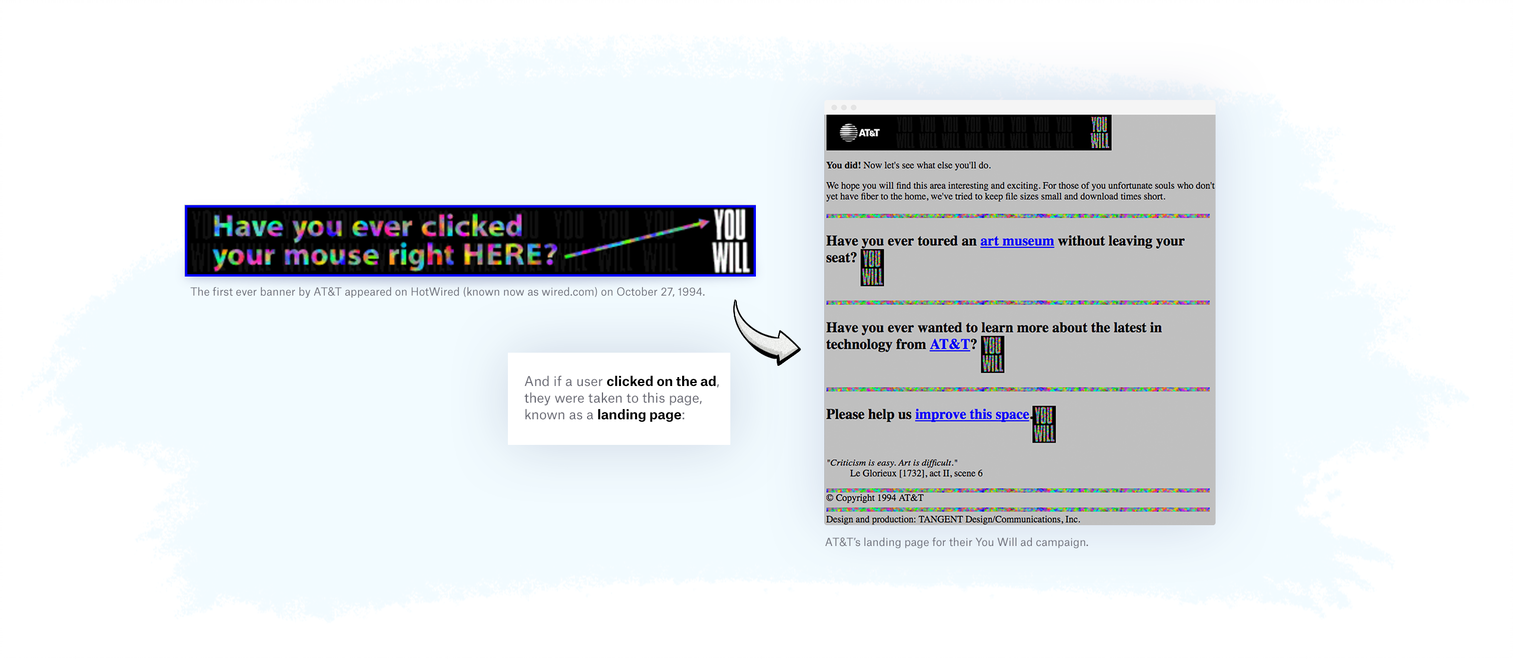 Have you ever clicked
your mouse right HERE?
YOU
WILL
The first ever banner by AT&T appeared on HotWired (known now as wired.com) on October 27, 1994.
And if a user clicked on the ad,
they were taken to this page,
known as a landing page:
AT&T
YOU
WILL
You did! Now let's see what else you'll do.
We hope you will find this area interesting and exciting. For those of you unfortunate souls who don't
yet have fiber to the home, we've tried to keep file sizes small and download times short.
Have you ever toured an art museum without leaving your
seat? YOU
WILL
Have you ever wanted to learn more about the latest in
technology from AT&T? YOU
WILL
Please help us improve this space. YOU
WILL
"Criticism is easy. Art is difficult."
Le Glorieux [1732], act II, scene 6
© Copyright 1994 AT&T
Design and production: TANGENT Design/Communications, Inc.
AT&T's landing page for their You Will ad campaign.